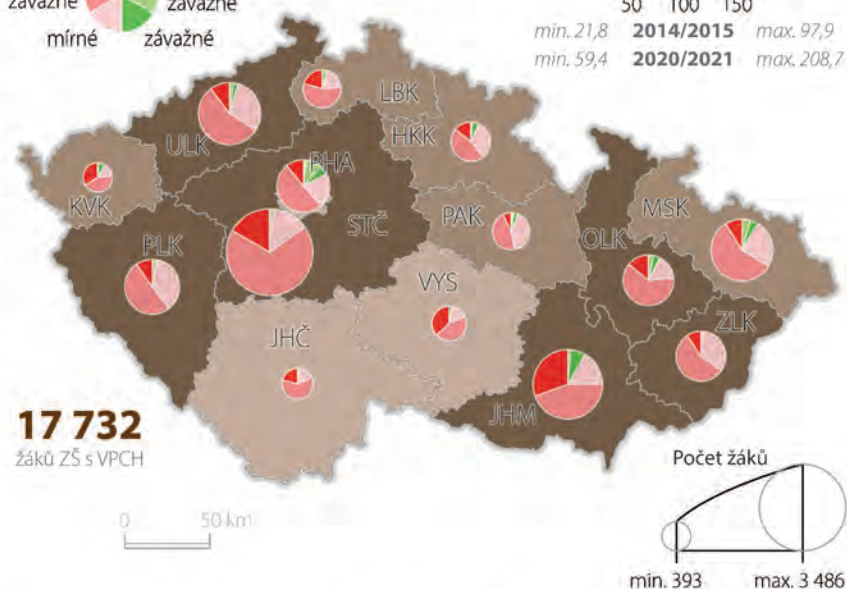 závažné závažné
mírné závažné
50 100 150
min. 21,8 2014/2015 max. 97,9
min. 59,4 2020/2021 max. 208,7
LBK
HKK
ULK
PHA
KVK
STČ
PAK
MSK
OLK
PLK
VYS
ZLK
JHČ
JHM
17 732
žáků ZŠ s VPCH
0 50 km
Počet žáků
min. 393 max. 3 486